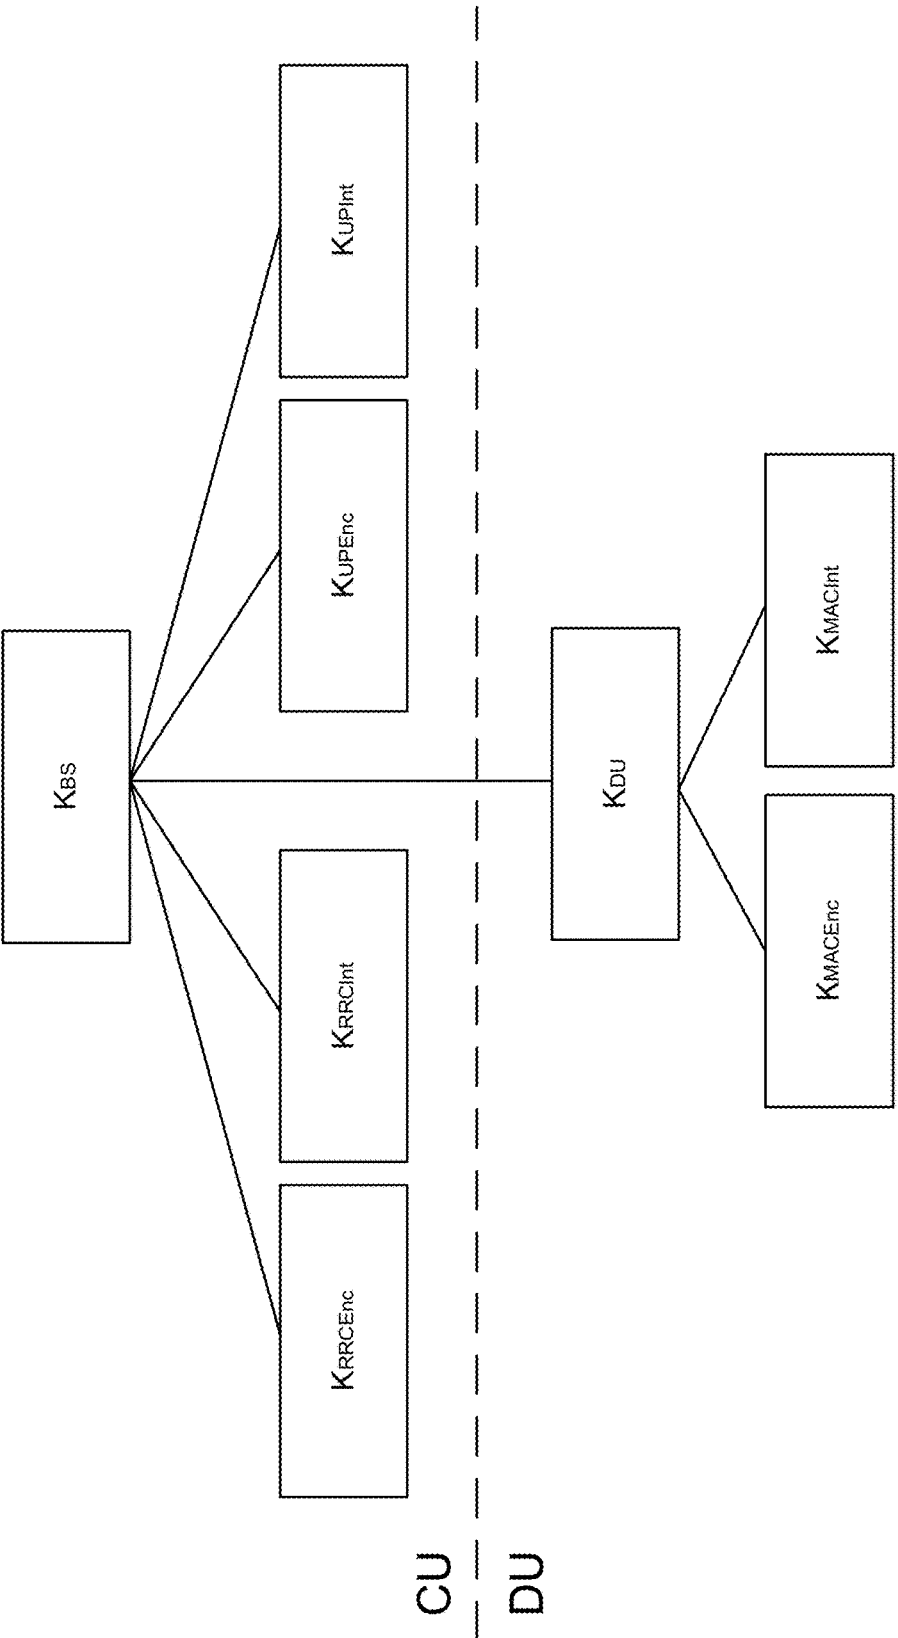 KBS
KRRCEnc
KRRCInt
KUPEnc
KUPInt
CU
DU
KDU
KMACEnc
KMACInt